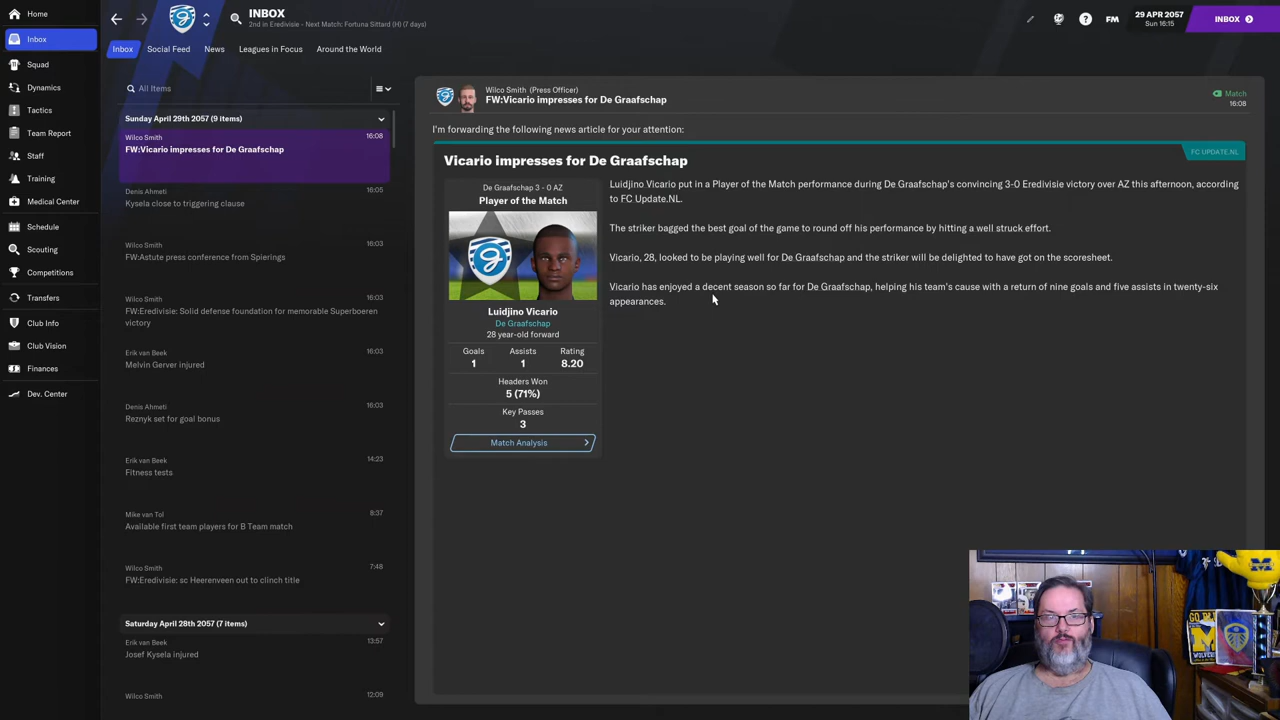 INBOX
2nd in Eredivisie - Next Match: Fortuna Sittard (H) (7 days)
FM
29 APR 2057
Sun 16:15
INBOX
Home
Inbox
Squad
Dynamics
Tactics
Team Report
Staff
Training
Medical Center
Schedule
Scouting
Competitions
Transfers
Club Info
Club Vision
Finances
Dev. Center
Inbox
Social Feed
News
Leagues in Focus
Around the World
All Items
Sunday April 29th 2057 (9 items)
Wilco Smith
16:08
FW:Vicario impresses for De Graafschap
Denis Ahmeti
16:05
Kysela close to triggering clause
Wilco Smith
16:03
FW:Astute press conference from Spierings
Wilco Smith
16:03
FW:Eredivisie: Solid defense foundation for memorable Superboeren
victory
Erik van Beek
16:03
Melvin Gerver injured
Denis Ahmeti
16:03
Reznyk set for goal bonus
Erik van Beek
14:23
Fitness tests
Mike van Tol
8:37
Available first team players for B Team match
Wilco Smith
7:48
FW:Eredivisie: sc Heerenveen out to clinch title
Saturday April 28th 2057 (7 items)
Erik van Beek
13:57
Josef Kysela injured
Wilco Smith
12:09
Wilco Smith (Press Officer)
FW:Vicario impresses for De Graafschap
Match
16:08
I'm forwarding the following news article for your attention:
Vicario impresses for De Graafschap
FC UPDATE.NL
De Graafschap 3 - 0 AZ
Player of the Match
Luidjino Vicario
De Graafschap
28 year-old forward
Goals Assists Rating
1 1 8.20
Headers Won
5 (71%)
Key Passes
3
Match Analysis
Luidjino Vicario put in a Player of the Match performance during De Graafschap's convincing 3-0 Eredivisie victory over AZ this afternoon, according
to FC Update.NL.
The striker bagged the best goal of the game to round off his performance by hitting a well struck effort.
Vicario, 28, looked to be playing well for De Graafschap and the striker will be delighted to have got on the scoresheet.
Vicario has enjoyed a decent season so far for De Graafschap, helping his team's cause with a return of nine goals and five assists in twenty-six
appearances.